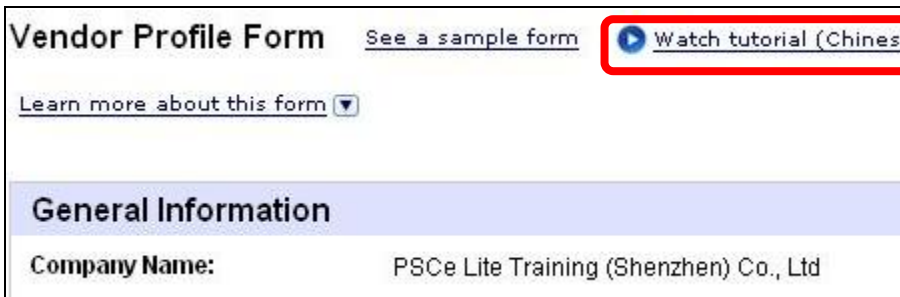 Vendor Profile Form See a sample form Watch tutorial (Chines
Learn more about this form
General Information
Company Name: PSCe Lite Training (Shenzhen) Co., Ltd